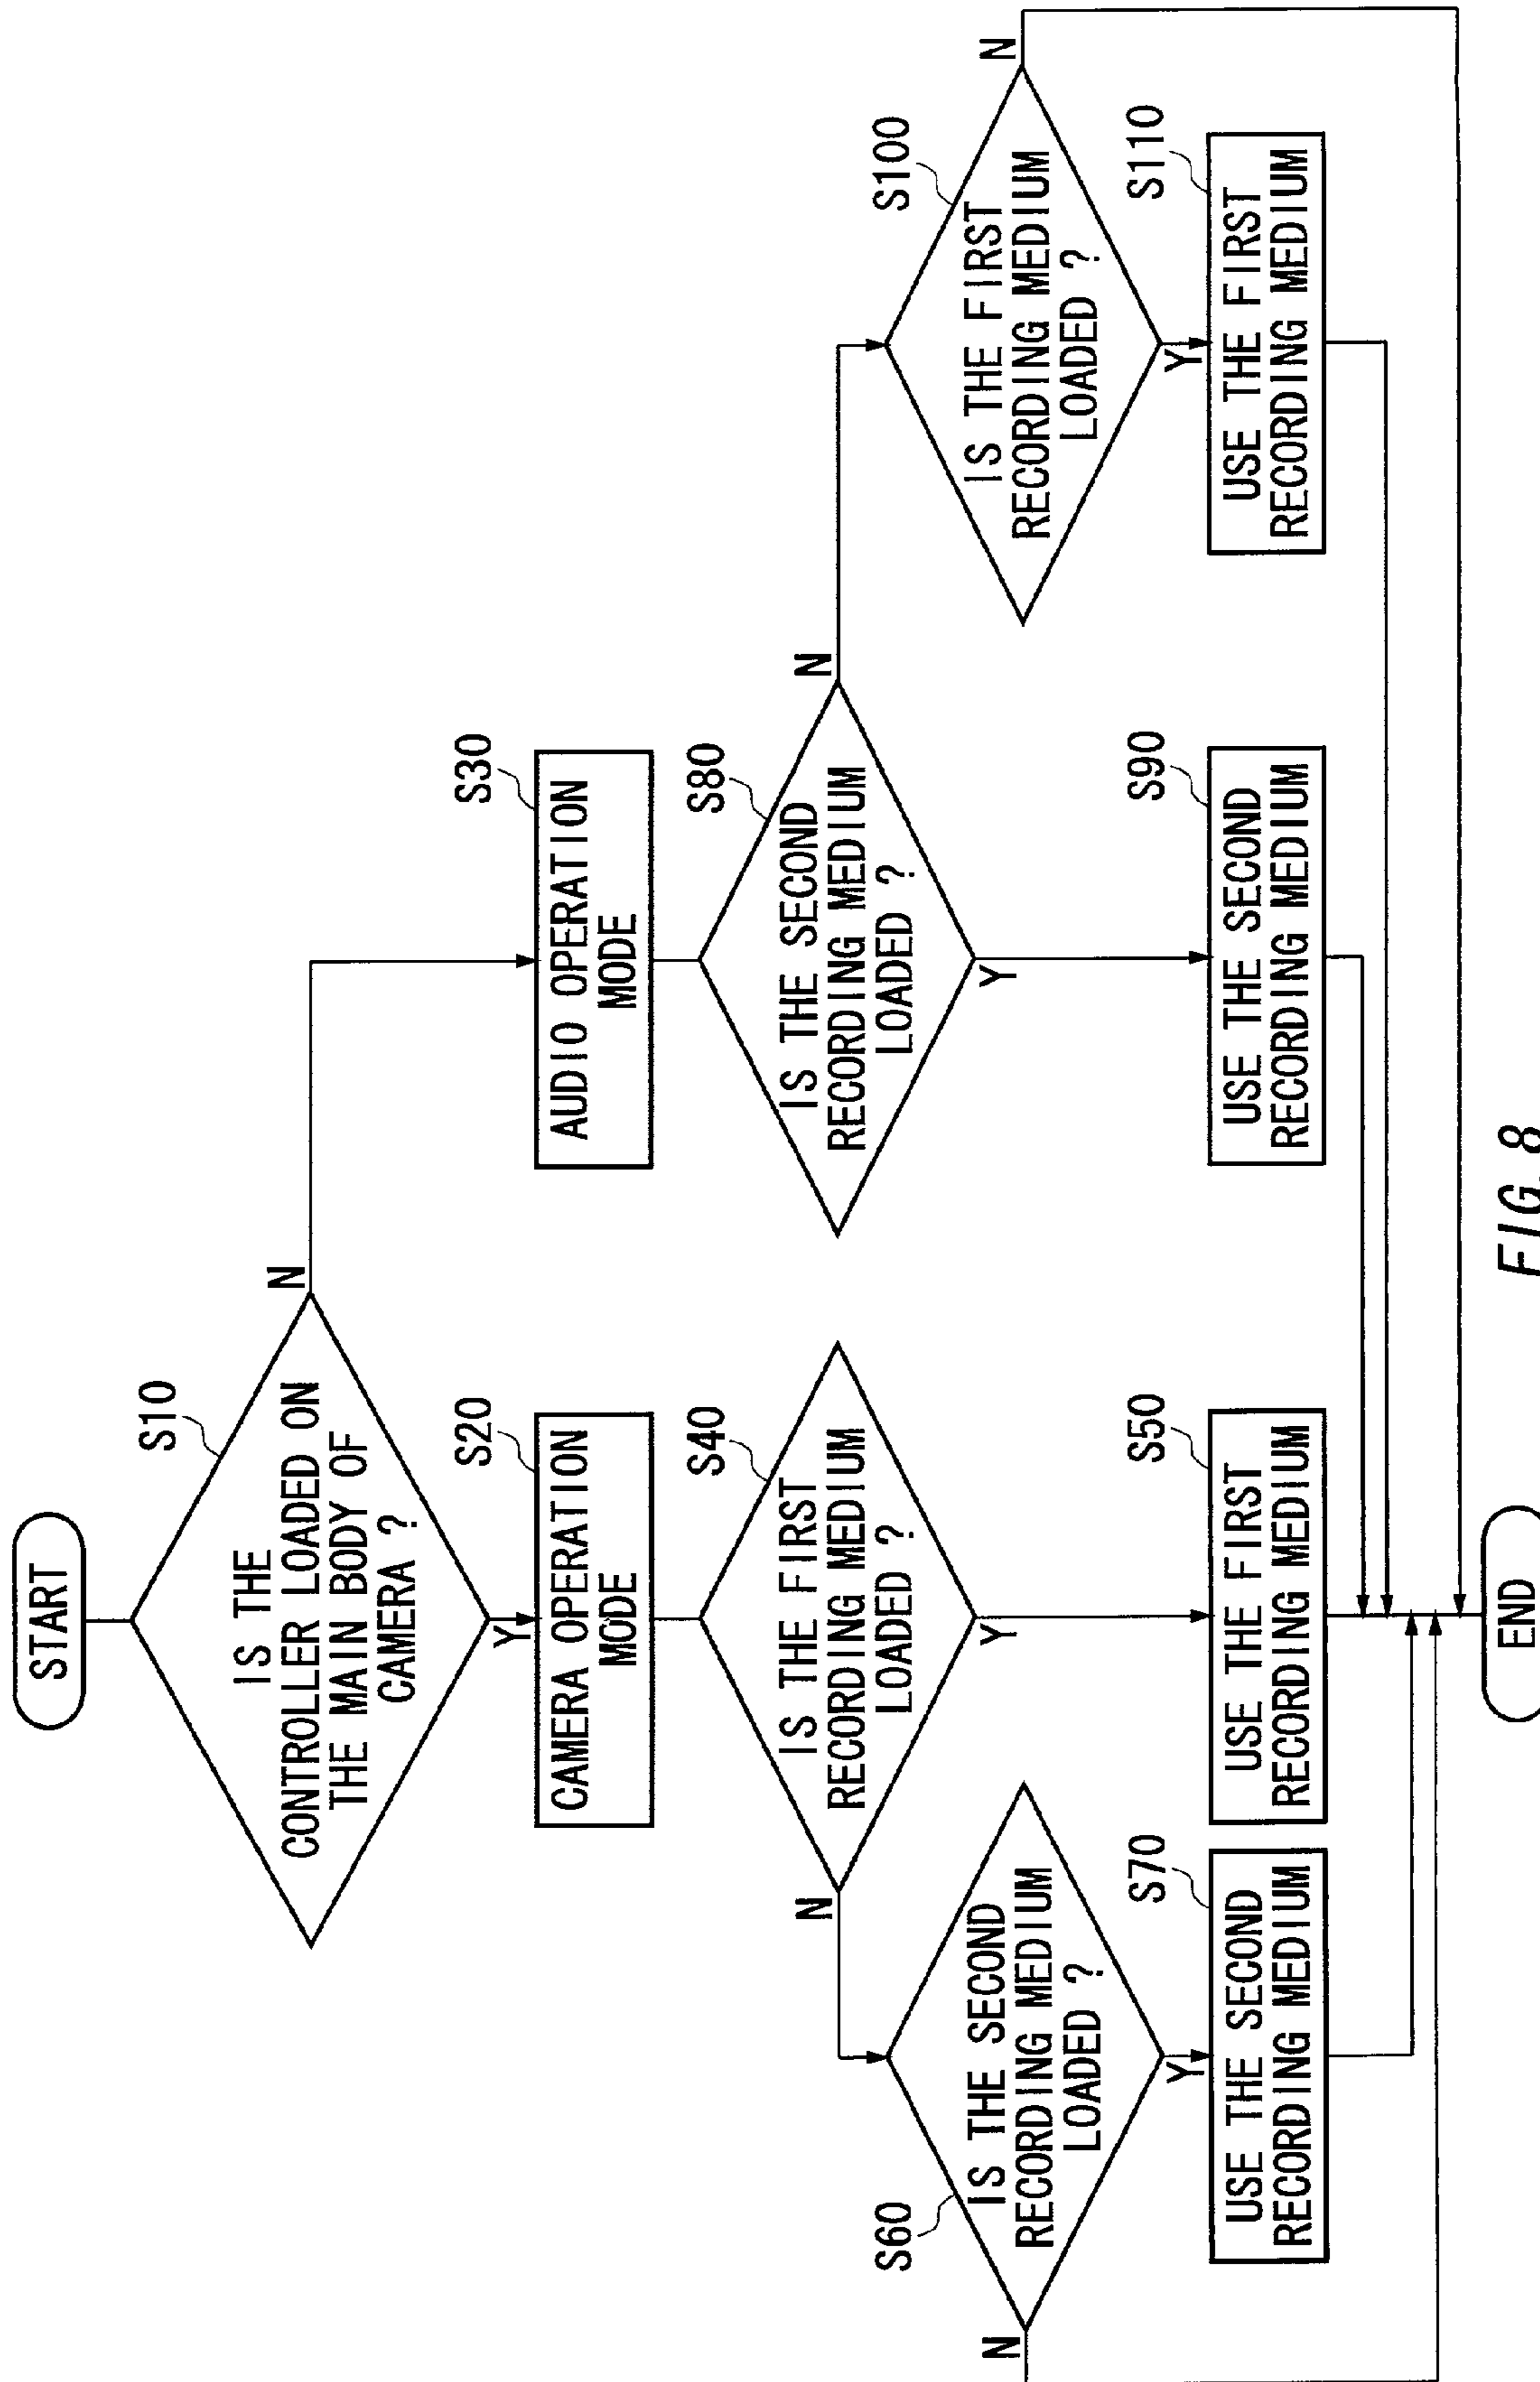 START
S10
IS THE
CONTROLLER LOADED ON
THE MAIN BODY OF
CAMERA ?
N
Y
S20
CAMERA OPERATION
MODE
S30
AUDIO OPERATION
MODE
S40
IS THE FIRST
RECORDING MEDIUM
LOADED ?
N
Y
S80
IS THE SECOND
RECORDING MEDIUM
LOADED ?
N
Y
S60
IS THE SECOND
RECORDING MEDIUM
LOADED ?
N
Y
S100
IS THE FIRST
RECORDING MEDIUM
LOADED ?
N
Y
S70
USE THE SECOND
RECORDING MEDIUM
S50
USE THE FIRST
RECORDING MEDIUM
S90
USE THE SECOND
RECORDING MEDIUM
S110
USE THE FIRST
RECORDING MEDIUM
END
FIG. 8